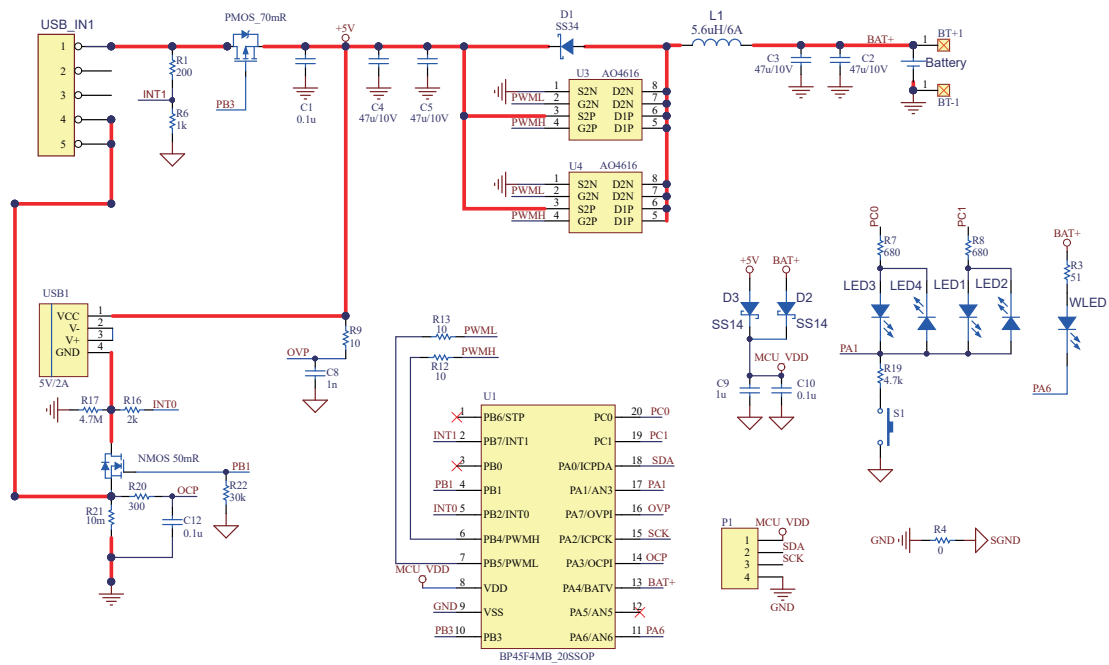 USB_IN1
1
2
3
4
5
R1
200
INT1
R6
1k
PMOS_70mR
PB3
+5V
C1
0.1u
C4
47u/10V
C5
47u/10V
D1
SS34
L1
5.6uH/6A
C3
47u/10V
C2
47u/10V
BAT+
1
BT+1
Battery
1
BT-1
U3
AO4616
1 S2N D2N 8
PWML 2 G2N D2N 7
3 S2P D1P 6
PWMH 4 G2P D1P 5
U4
AO4616
1 S2N D2N 8
PWML 2 G2N D2N 7
3 S2P D1P 6
PWMH 4 G2P D1P 5
USB1
VCC 1
V- 2
V+ 3
GND 4
5V/2A
R17
4.7M
R16
2k
INT0
NMOS 50mR
PB1
R22
30k
R20
300
OCP
R21
10m
C12
0.1u
R9
10
OVP
C8
1n
R13
10
PWML
PWMH
R12
10
U1
1 PB6/STP PC0 20 PC0
INT1 2 PB7/INT1 PC1 19 PC1
3 PB0 PA0/ICPDA 18 SDA
PB1 4 PB1 PA1/AN3 17 PA1
INT0 5 PB2/INT0 PA7/OVPI 16 OVP
6 PB4/PWMH PA2/ICPCK 15 SCK
7 PB5/PWML PA3/OCPI 14 OCP
MCU_VDD 8 VDD PA4/BATV 13 BAT+
GND 9 VSS PA5/AN5 12
PB3 10 PB3 PA6/AN6 11 PA6
BP45F4MB_20SSOP
+5V
BAT+
D3
SS14
D2
SS14
MCU_VDD
C9
1u
C10
0.1u
PC0
R7
680
PC1
R8
680
LED3
LED4
LED1
LED2
PA1
R19
4.7k
S1
BAT+
R3
51
WLED
PA6
P1
MCU_VDD
1
2 SDA
3 SCK
4
GND
GND
R4
0
SGND